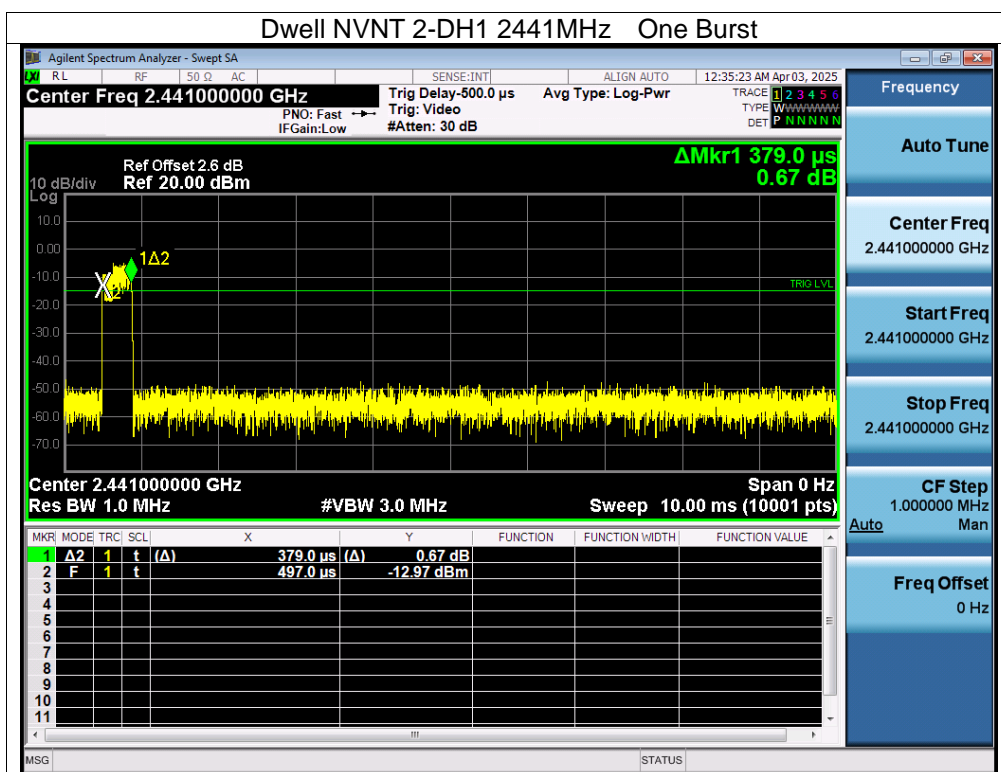 Dwell NVNT 2-DH1 2441MHz One Burst
Agilent Spectrum Analyzer - Swept SA
LXI RL RF 50 Ω AC SENSE:INT ALIGN AUTO 12:35:23 AM Apr 03, 2025
Center Freq 2.441000000 GHz
PNO: Fast
IFGain:Low
Trig Delay-500.0 µs
Trig: Video
#Atten: 30 dB
Avg Type: Log-Pwr
TRACE 1 2 3 4 5 6
TYPE WWWWWW
DET P N N N N N
ΔMkr1 379.0 µs
0.67 dB
Ref Offset 2.6 dB
10 dB/div Ref 20.00 dBm
Log
10.0
0.00
-10.0
-20.0
-30.0
-40.0
-50.0
-60.0
-70.0
1Δ2
TRIG LVL
Center 2.441000000 GHz Span 0 Hz
Res BW 1.0 MHz #VBW 3.0 MHz Sweep 10.00 ms (10001 pts)
MKR MODE TRC SCL X Y FUNCTION FUNCTION WIDTH FUNCTION VALUE
1 Δ2 1 t (Δ) 379.0 µs (Δ) 0.67 dB
2 F 1 t 497.0 µs -12.97 dBm
3
4
5
6
7
8
9
10
11
MSG STATUS
Frequency
Auto Tune
Center Freq
2.441000000 GHz
Start Freq
2.441000000 GHz
Stop Freq
2.441000000 GHz
CF Step
1.000000 MHz
Auto Man
Freq Offset
0 Hz